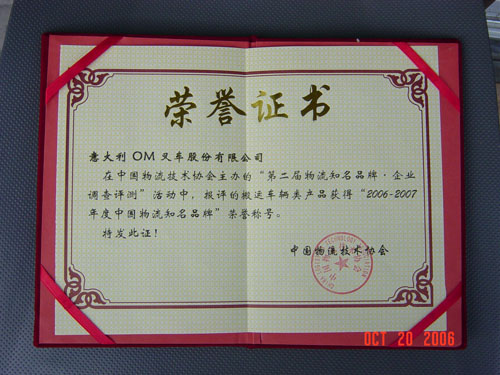 荣誉证书
意大利 OM 叉车股份有限公司
在中国物流技术协会主办的“第二届物流知名品牌·企业
调查评测”活动中，报评的搬运车辆类产品获得“2006-2007
年度中国物流知名品牌”荣誉称号。
特发此证！
中国物流技术协会
OCT 20 2006